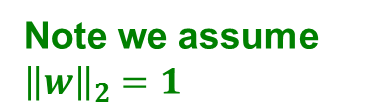 Note we assume
‖w‖₂ = 1